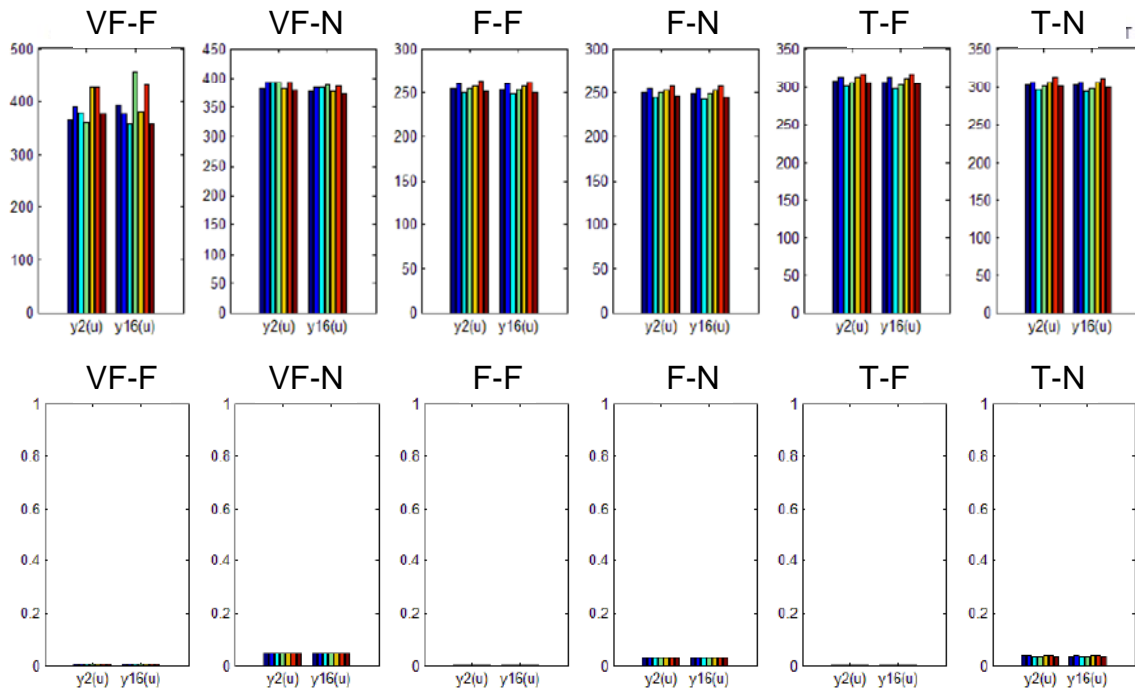 VF-F VF-N F-F F-N T-F T-N
500 450 300 300 350 350
400 400 250 250 300 300
300 350 200 200 250 250
200 300 150 150 200 200
100 250 100 100 150 150
0 200 50 50 100 100
150 0 0 50 50
100 0 0
50
0
y2(u) y16(u) y2(u) y16(u) y2(u) y16(u) y2(u) y16(u) y2(u) y16(u) y2(u) y16(u)
VF-F VF-N F-F F-N T-F T-N
1 1 1 1 1 1
0.8 0.8 0.8 0.8 0.8 0.8
0.6 0.6 0.6 0.6 0.6 0.6
0.4 0.4 0.4 0.4 0.4 0.4
0.2 0.2 0.2 0.2 0.2 0.2
0 0 0 0 0 0
y2(u) y16(u) y2(u) y16(u) y2(u) y16(u) y2(u) y16(u) y2(u) y16(u) y2(u) y16(u)